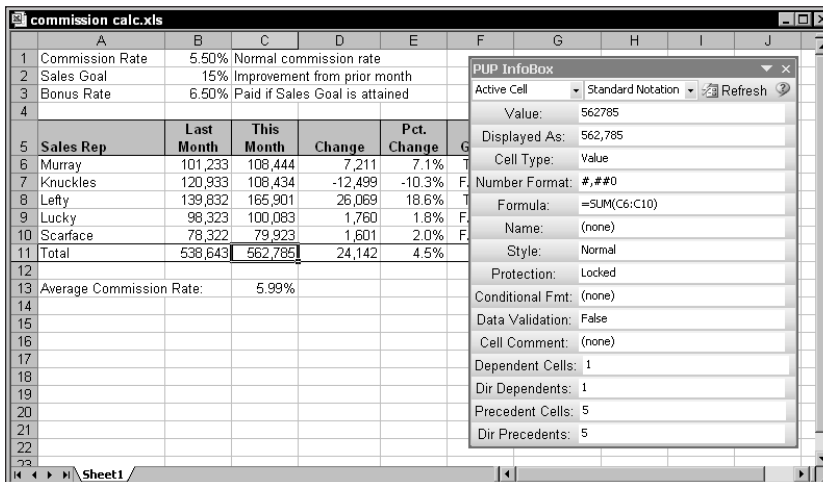 commission calc.xls
A B C D E F G H I J
1 Commission Rate 5.50% Normal commission rate
2 Sales Goal 15% Improvement from prior month
3 Bonus Rate 6.50% Paid if Sales Goal is attained
4
5 Sales Rep Last Month This Month Change Pct. Change G
6 Murray 101,233 108,444 7,211 7.1% T
7 Knuckles 120,933 108,434 -12,499 -10.3% F
8 Lefty 139,832 165,901 26,069 18.6% T
9 Lucky 98,323 100,083 1,760 1.8% F
10 Scarface 78,322 79,923 1,601 2.0% F
11 Total 538,643 562,785 24,142 4.5%
12
13 Average Commission Rate: 5.99%
14
15
16
17
18
19
20
21
22
23
Sheet1
PUP InfoBox
Active Cell Standard Notation Refresh
Value: 562785
Displayed As: 562,785
Cell Type: Value
Number Format: #,##0
Formula: =SUM(C6:C10)
Name: (none)
Style: Normal
Protection: Locked
Conditional Fmt: (none)
Data Validation: False
Cell Comment: (none)
Dependent Cells: 1
Dir Dependents: 1
Precedent Cells: 5
Dir Precedents: 5